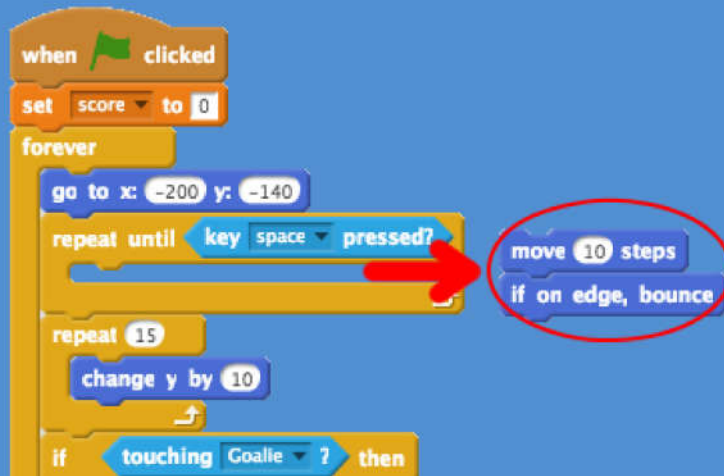 when clicked
set score to 0
forever
go to x: -200 y: -140
repeat until key space pressed?
move 10 steps
if on edge, bounce
repeat 15
change y by 10
if touching Goalie ? then